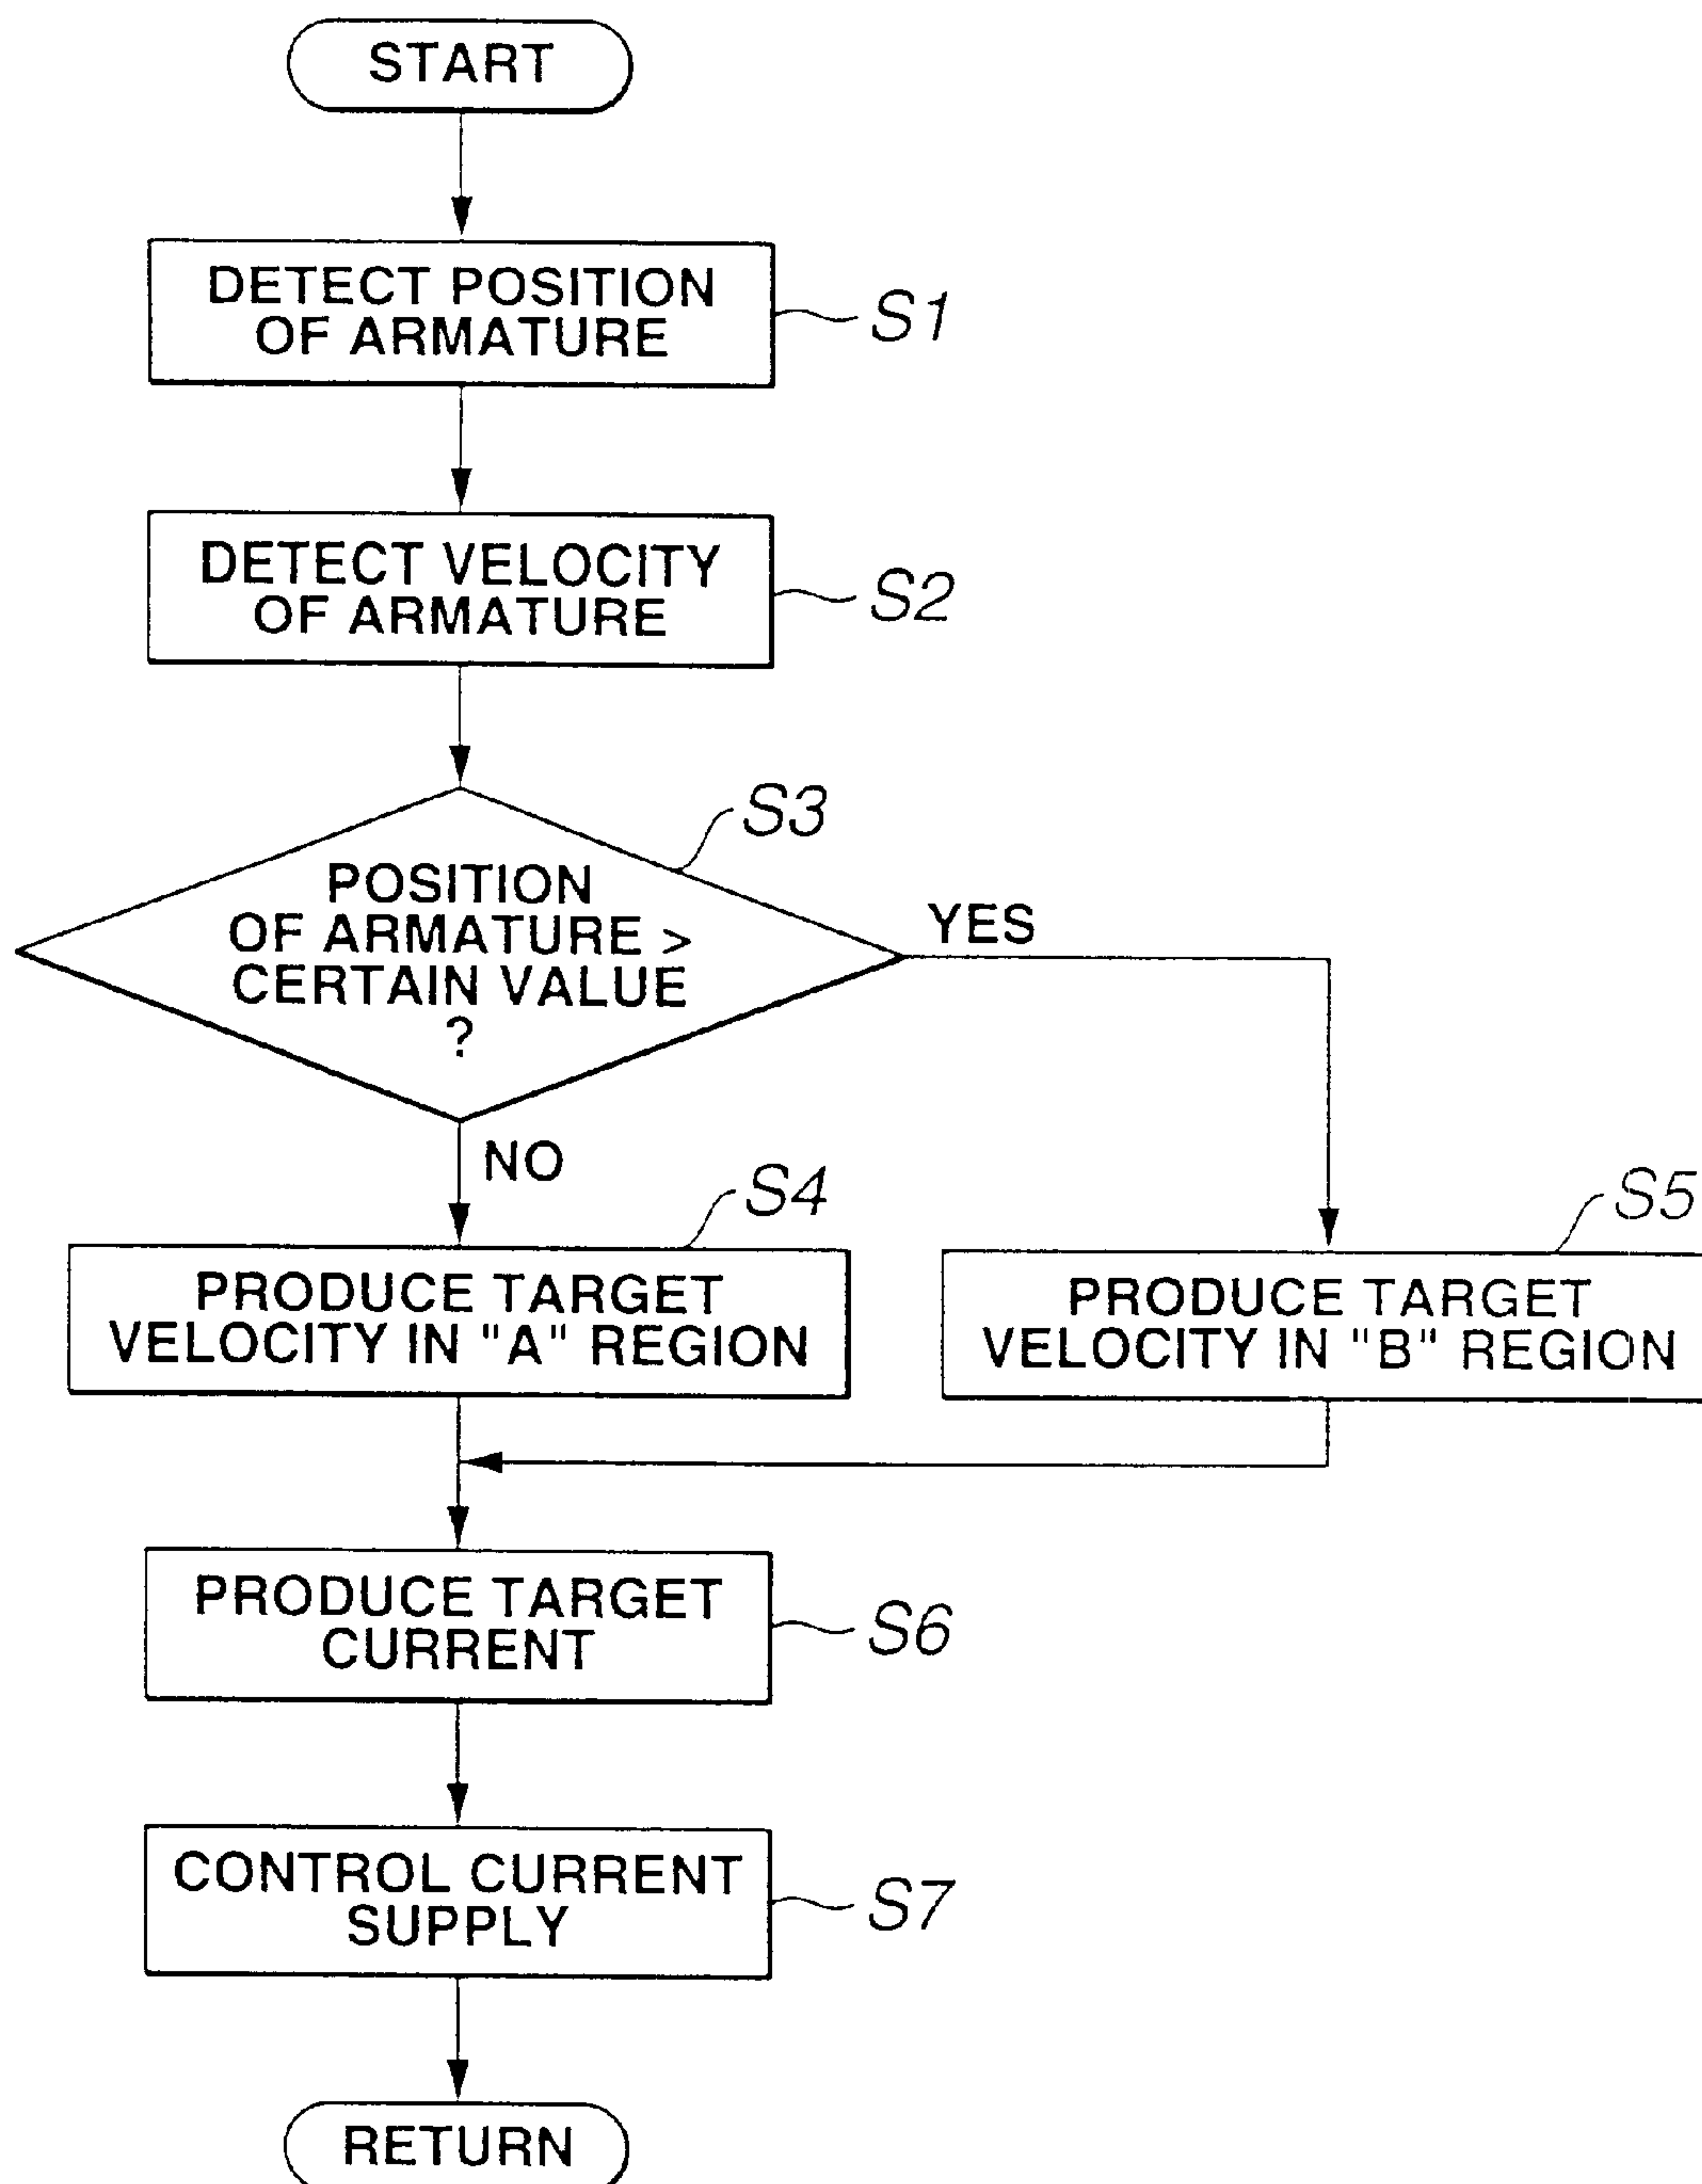 START
DETECT POSITION
OF ARMATURE
S1
DETECT VELOCITY
OF ARMATURE
S2
S3
POSITION
OF ARMATURE >
CERTAIN VALUE
?
YES
NO
S4
PRODUCE TARGET
VELOCITY IN "A" REGION
S5
PRODUCE TARGET
VELOCITY IN "B" REGION
PRODUCE TARGET
CURRENT
S6
CONTROL CURRENT
SUPPLY
S7
RETURN